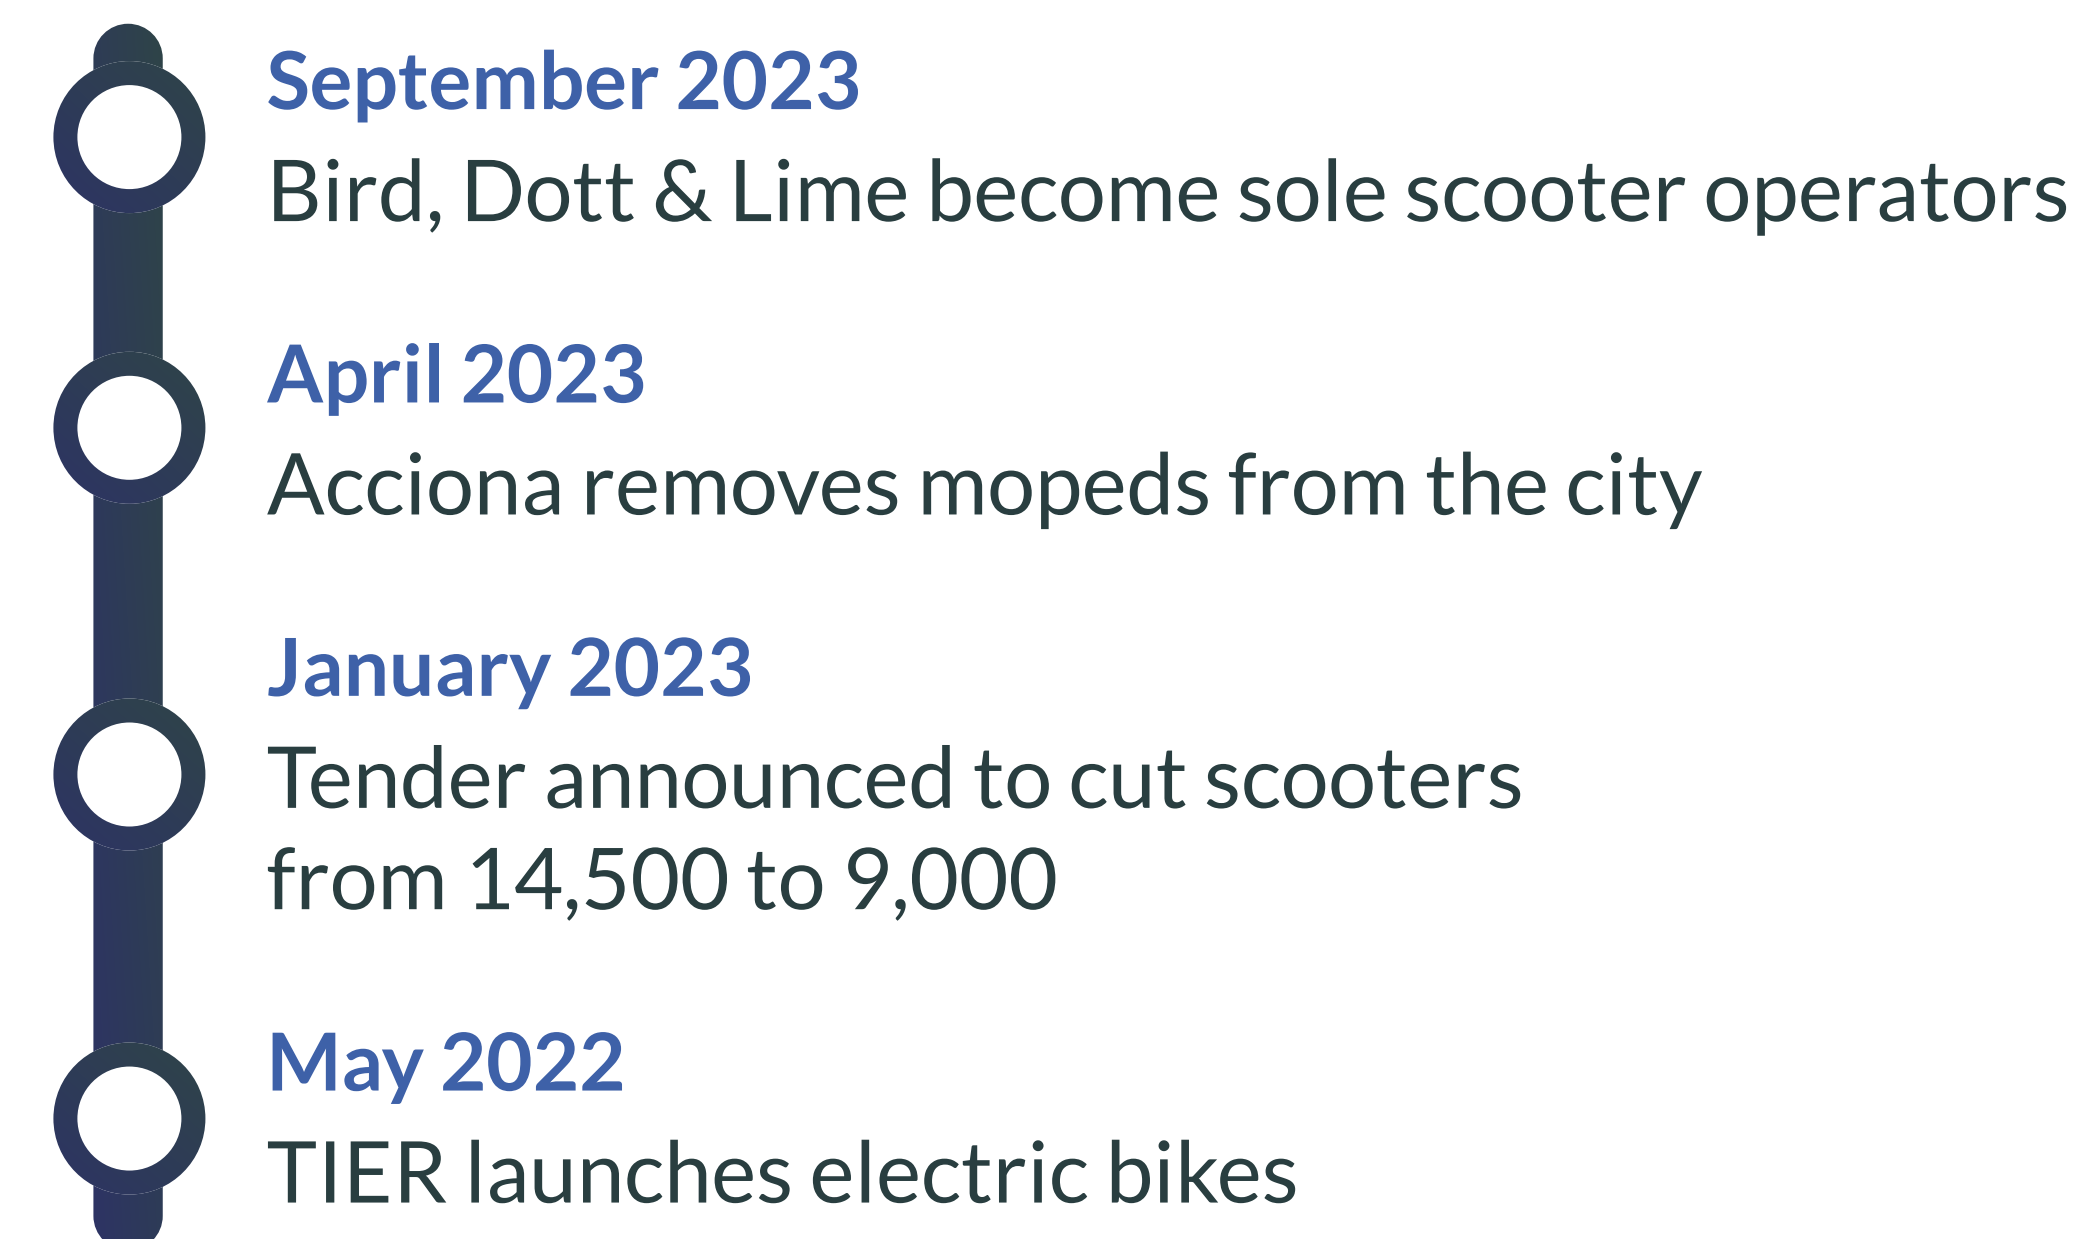 September 2023
Bird, Dott & Lime become sole scooter operators
April 2023
Acciona removes mopeds from the city
January 2023
Tender announced to cut scooters
from 14,500 to 9,000
May 2022
TIER launches electric bikes